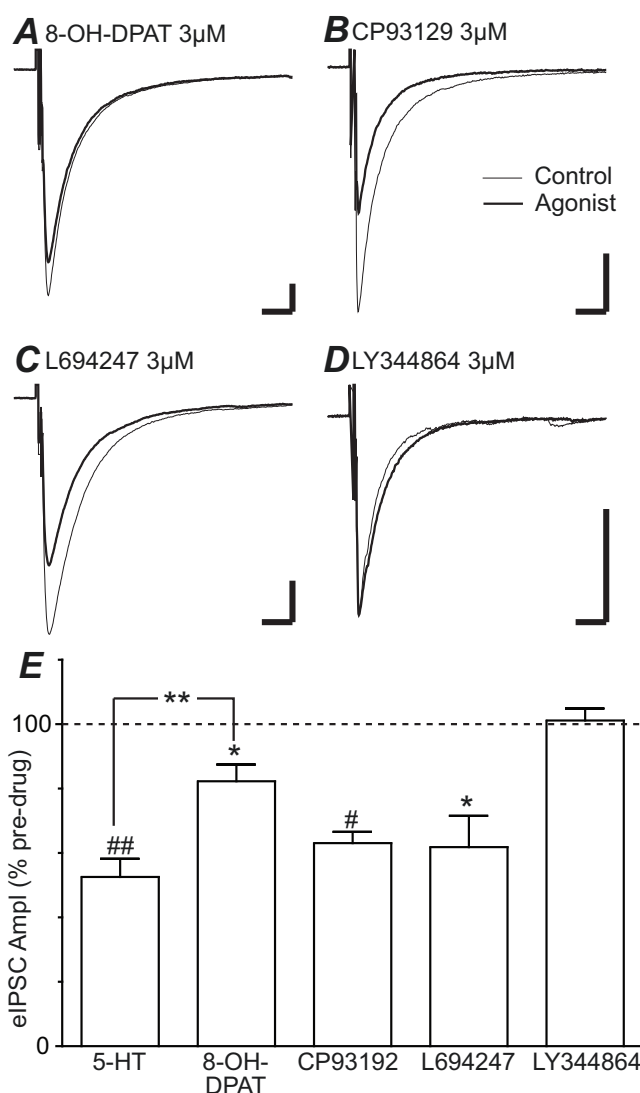 A 8-OH-DPAT 3µM
B CP93129 3µM
Control
Agonist
C L694247 3µM
D LY344864 3µM
E
eIPSC Ampl (% pre-drug)
100
0
**
##
*
#
*
5-HT
8-OH-
DPAT
CP93192
L694247
LY344864